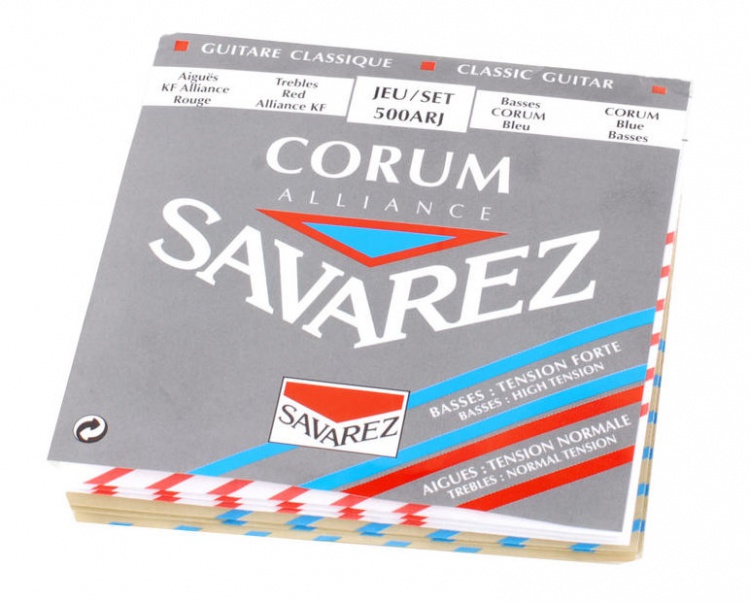 GUITARE CLASSIQUE
CLASSIC GUITAR
Aiguës
KF Alliance
Rouge
Trebles
Red
Alliance KF
JEU/SET
500ARJ
Basses
CORUM
Bleu
CORUM
Blue
Basses
CORUM
ALLIANCE
SAVAREZ
BASSES : TENSION FORTE
BASSES : HIGH TENSION
SAVAREZ
AIGUES : TENSION NORMALE
TREBLES : NORMAL TENSION